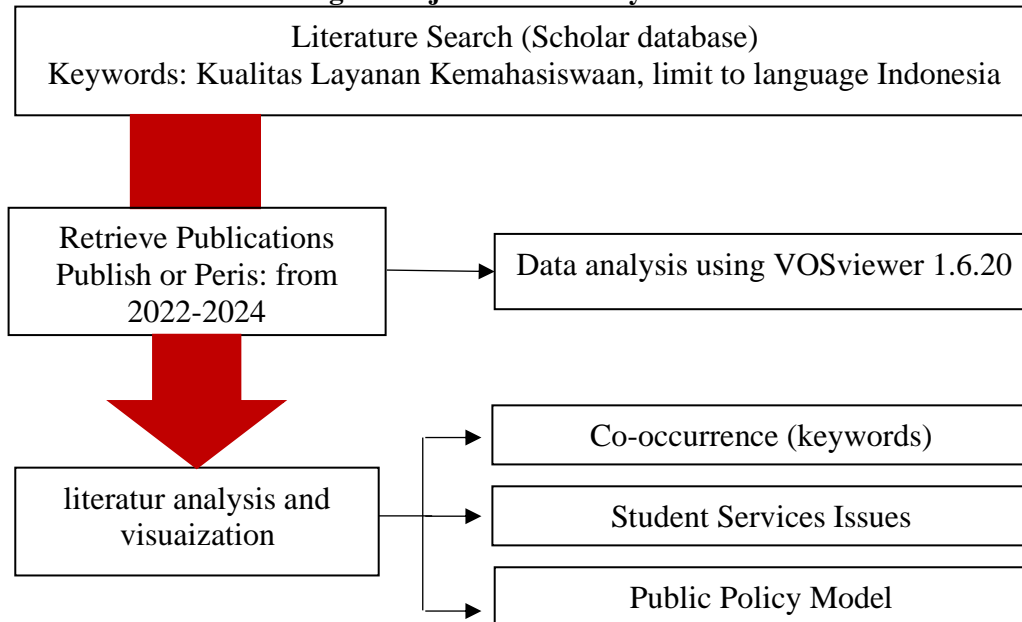 Literature Search (Scholar database)
Keywords: Kualitas Layanan Kemahasiswaan, limit to language Indonesia
Retrieve Publications
Publish or Peris: from
2022-2024
Data analysis using VOSviewer 1.6.20
Co-occurrence (keywords)
literatur analysis and
visuaization
Student Services Issues
Public Policy Model